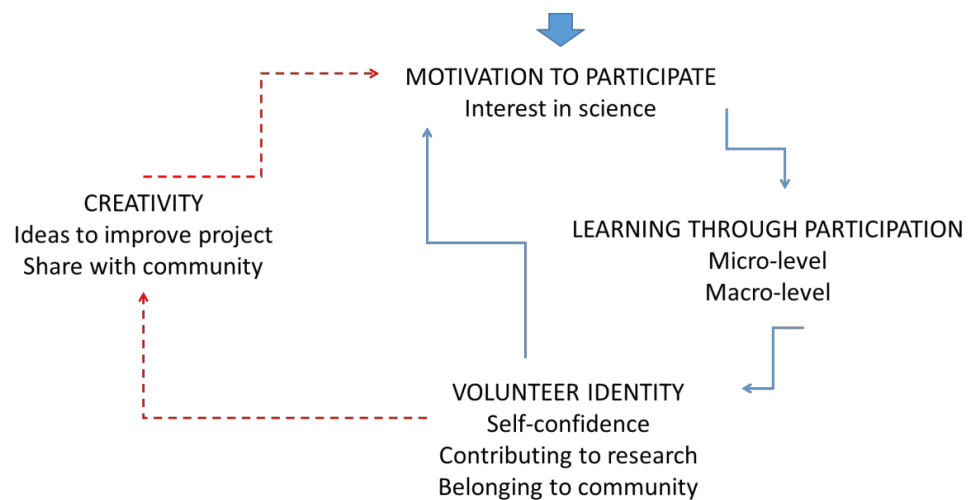 MOTIVATION TO PARTICIPATE
Interest in science
CREATIVITY
Ideas to improve project
Share with community
LEARNING THROUGH PARTICIPATION
Micro-level
Macro-level
VOLUNTEER IDENTITY
Self-confidence
Contributing to research
Belonging to community